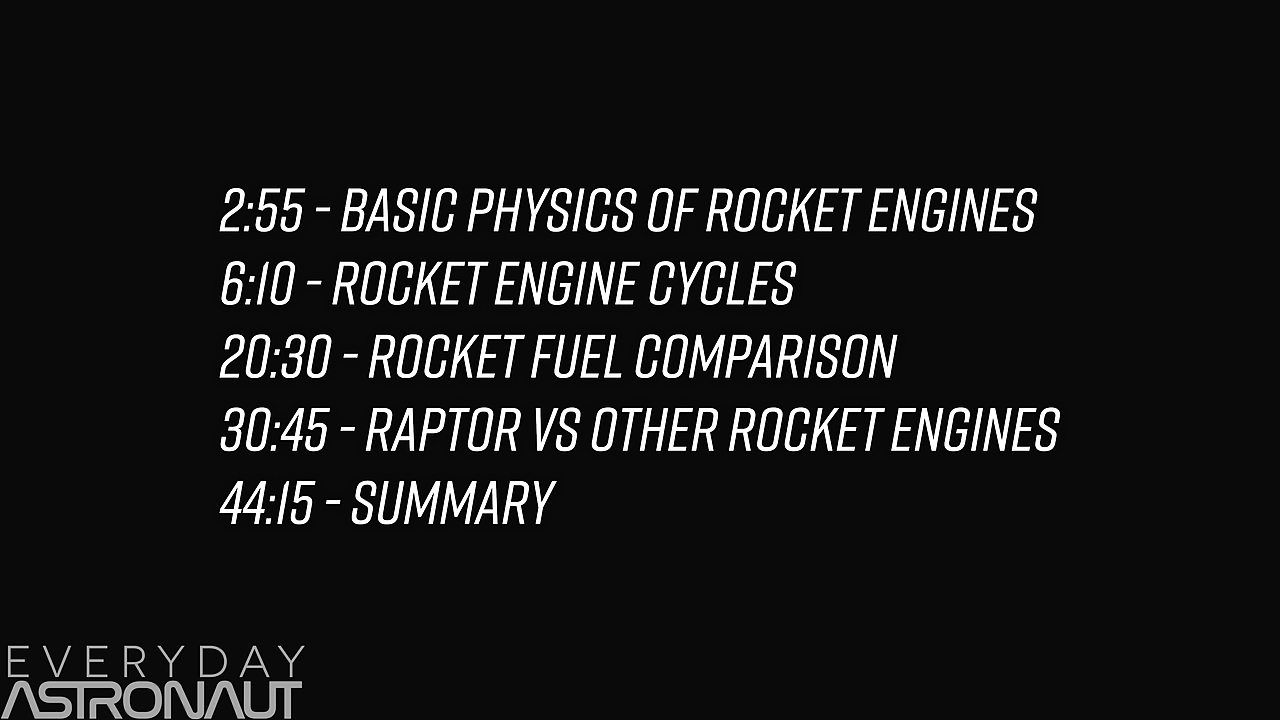 2:55 - BASIC PHYSICS OF ROCKET ENGINES
6:10 - ROCKET ENGINE CYCLES
20:30 - ROCKET FUEL COMPARISON
30:45 - RAPTOR VS OTHER ROCKET ENGINES
44:15 - SUMMARY
EVERYDAY
ASTRONAUT